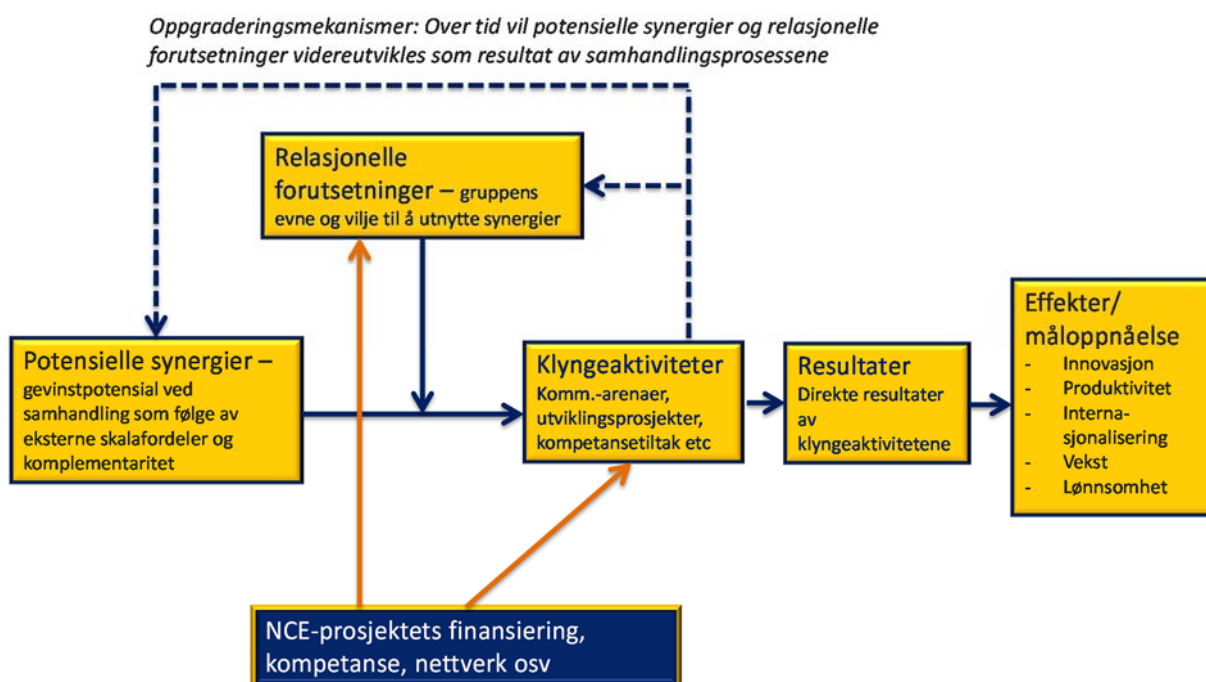 Oppgraderingsmekanismer: Over tid vil potensielle synergier og relasjonelle
forutsetninger videreutvikles som resultat av samhandlingsprosessene
Relasjonelle
forutsetninger – gruppens
evne og vilje til å utnytte synergier
Potensielle synergier –
gevinstpotensial ved
samhandling som følge av
eksterne skalafordeler og
komplementaritet
Klyngeaktiviteter
Komm.-arenaer,
utviklingsprosjekter,
kompetansetiltak etc
Resultater
Direkte resultater
av
klyngeaktivitetene
Effekter/
måloppnåelse
- Innovasjon
- Produktivitet
- Interna-
sjonalisering
- Vekst
- Lønnsomhet
NCE-prosjektets finansiering,
kompetanse, nettverk osv